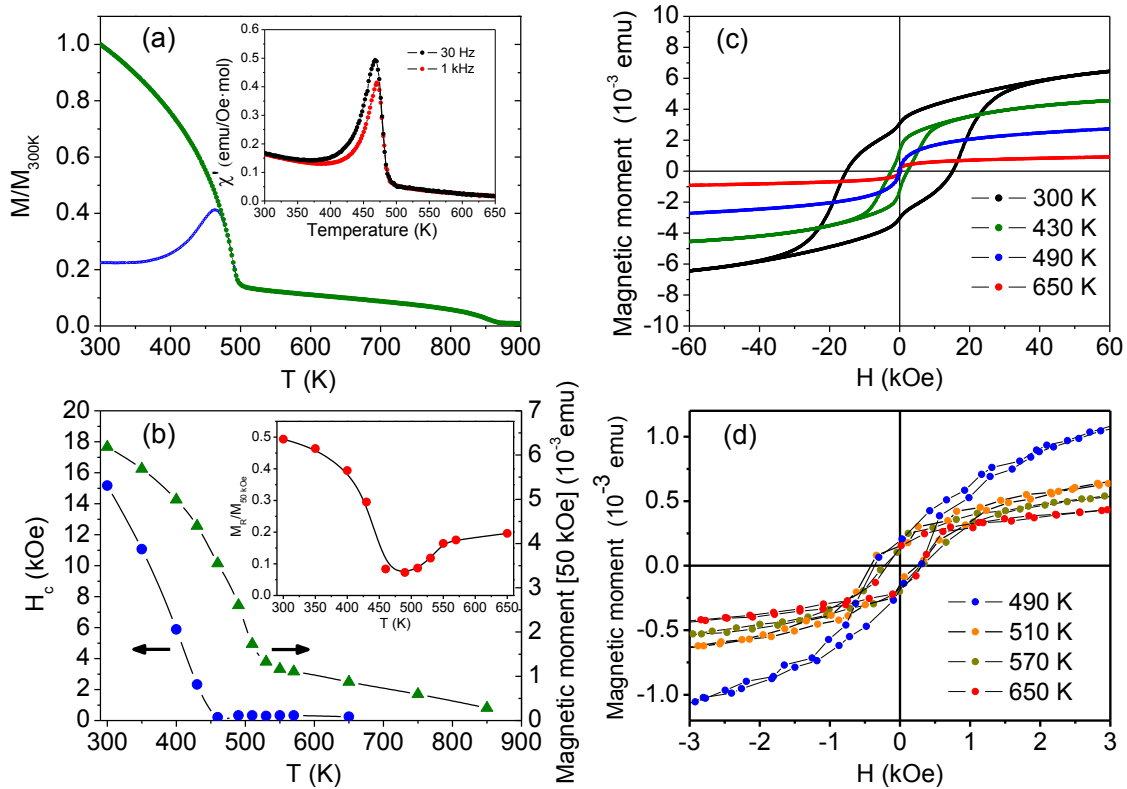 (a)
M/M300K
1.0
0.8
0.6
0.4
0.2
0.0
300 400 500 600 700 800 900
T (K)
χ' (emu/Oe·mol)
0.6
0.5
0.4
0.3
0.2
0.1
0.0
30 Hz
1 kHz
300 350 400 450 500 550 600 650
Temperature (K)
(c)
Magnetic moment (10-3 emu)
10
8
6
4
2
0
-2
-4
-6
-8
-10
300 K
430 K
490 K
650 K
-60 -40 -20 0 20 40 60
H (kOe)
(b)
Hc (kOe)
20
18
16
14
12
10
8
6
4
2
0
300 400 500 600 700 800 900
T (K)
Magnetic moment [50 kOe] (10-3 emu)
7
6
5
4
3
2
1
0
MR/M50 kOe
0.5
0.4
0.3
0.2
0.1
0.0
300 350 400 450 500 550 600 650
T (K)
(d)
Magnetic moment (10-3 emu)
1.0
0.5
0.0
-0.5
-1.0
490 K
510 K
570 K
650 K
-3 -2 -1 0 1 2 3
H (kOe)